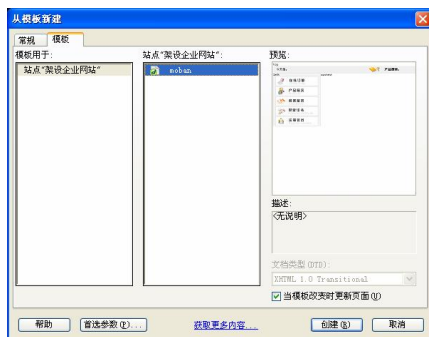 从模板新建
常规 模板
模板用于: 站点"架设企业网站": 预览:
站点"架设企业网站" moban
描述:
<无说明>
文档类型(DTD):
XHTML 1.0 Transitional
当模板改变时更新页面(U)
帮助 首选参数(P)... 获取更多内容... 创建(R) 取消